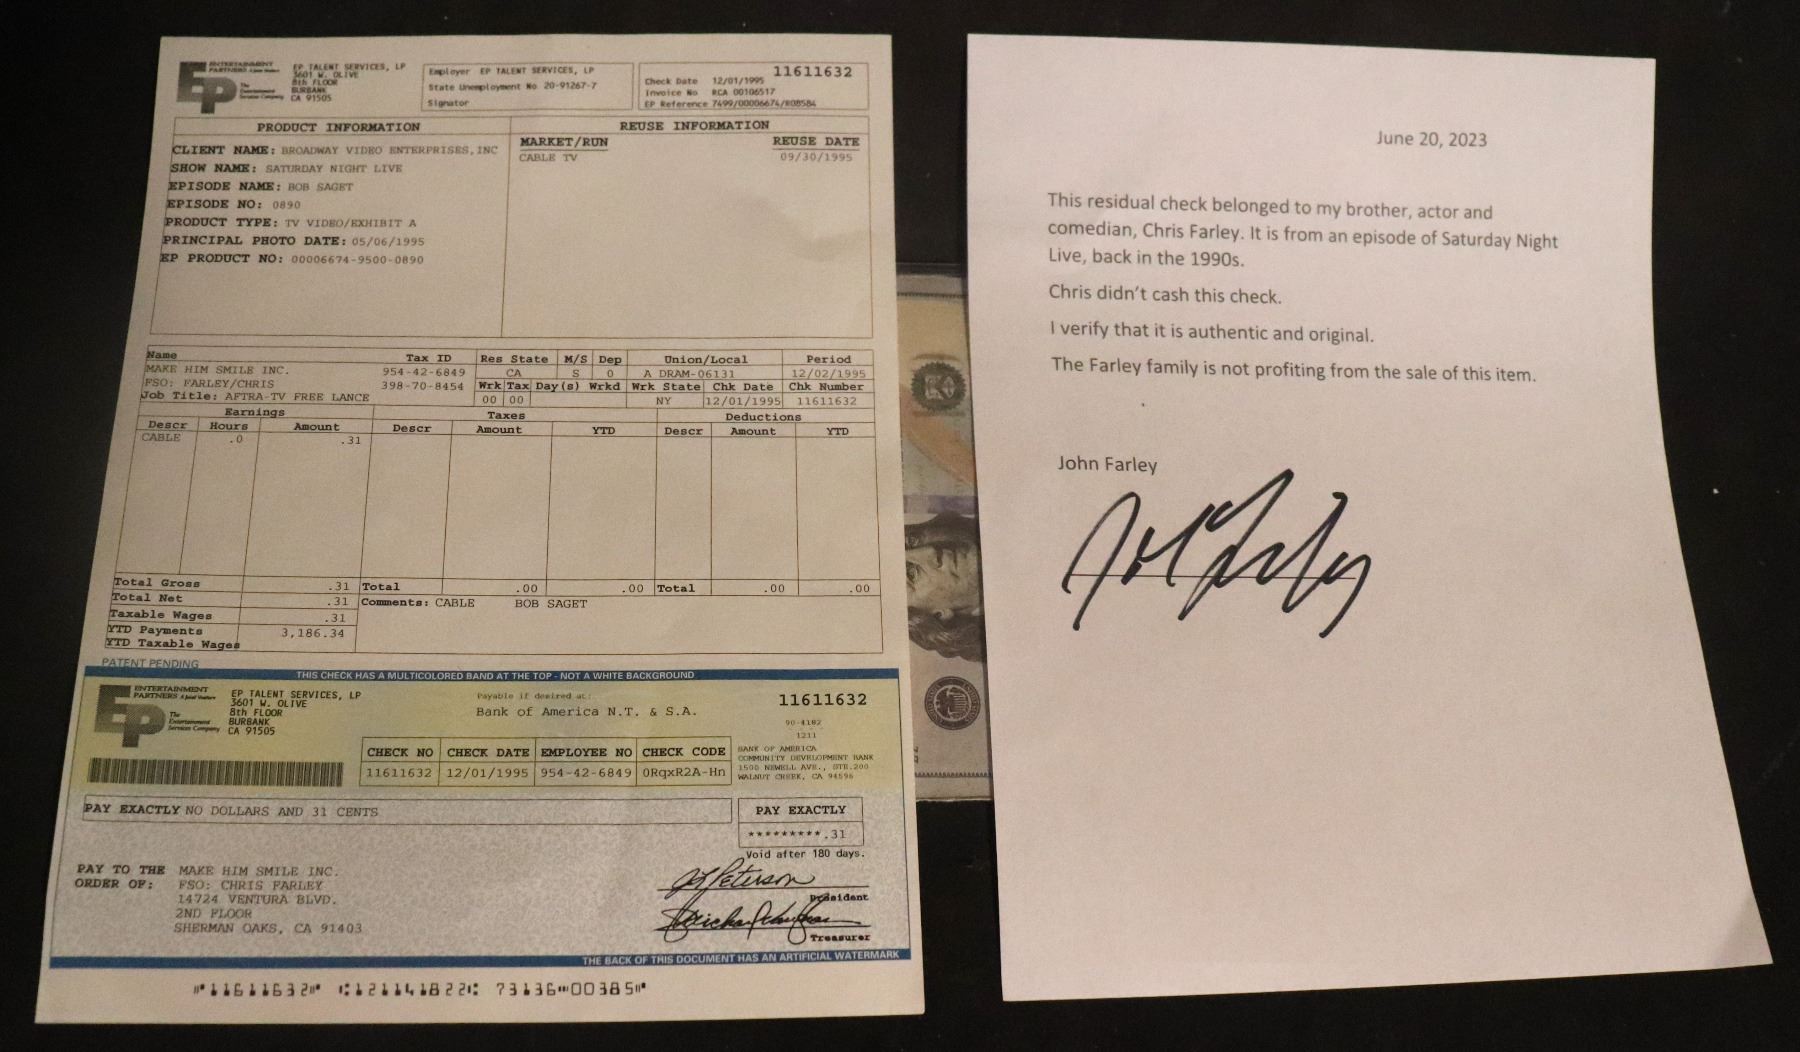 ENTERTAINMENT
PARTNERS
EP
The
Entertainment
Services Company
EP TALENT SERVICES, LP
3601 W. OLIVE
8th FLOOR
BURBANK
CA 91505
Employer EP TALENT SERVICES, LP
State Unemployment No 20-91267-7
Signator
11611632
Check Date 12/01/1995
Invoice No RCA 00106517
EP Reference 7499/00006674/R08584
PRODUCT INFORMATION
CLIENT NAME: BROADWAY VIDEO ENTERPRISES,INC
SHOW NAME: SATURDAY NIGHT LIVE
EPISODE NAME: BOB SAGET
EPISODE NO: 0890
PRODUCT TYPE: TV VIDEO/EXHIBIT A
PRINCIPAL PHOTO DATE: 05/06/1995
EP PRODUCT NO: 00006674-9500-0890
REUSE INFORMATION
MARKET/RUN REUSE DATE
CABLE TV 09/30/1995
Name Tax ID Res State M/S Dep Union/Local Period
MAKE HIM SMILE INC. 954-42-6849 CA S 0 A DRAM-06131 12/02/1995
FSO: FARLEY/CHRIS 398-70-8454 Wrk Tax Day(s) Wrkd Wrk State Chk Date Chk Number
Job Title: AFTRA-TV FREE LANCE 00 00 NY 12/01/1995 11611632
Earnings Taxes Deductions
Descr Hours Amount Descr Amount YTD Descr Amount YTD
CABLE .0 .31
Total Gross .31 Total .00 .00 Total .00 .00
Total Net .31 Comments: CABLE BOB SAGET
Taxable Wages .31
YTD Payments 3,186.34
YTD Taxable Wages
PATENT PENDING
THIS CHECK HAS A MULTICOLORED BAND AT THE TOP - NOT A WHITE BACKGROUND
ENTERTAINMENT
PARTNERS A Joint Venture
EP
The
Entertainment
Services Company
EP TALENT SERVICES, LP
3601 W. OLIVE
8th FLOOR
BURBANK
CA 91505
Payable if desired at:
Bank of America N.T. & S.A.
11611632
90-4182
1211
CHECK NO CHECK DATE EMPLOYEE NO CHECK CODE
11611632 12/01/1995 954-42-6849 0RqxR2A-Hn
BANK OF AMERICA
COMMUNITY DEVELOPMENT BANK
1500 NEWELL AVE., STE.200
WALNUT CREEK, CA 94596
PAY EXACTLY NO DOLLARS AND 31 CENTS
PAY EXACTLY
*********.31
Void after 180 days.
PAY TO THE
ORDER OF:
MAKE HIM SMILE INC.
FSO: CHRIS FARLEY
14724 VENTURA BLVD.
2ND FLOOR
SHERMAN OAKS, CA 91403
President
Treasurer
THE BACK OF THIS DOCUMENT HAS AN ARTIFICIAL WATERMARK
⑈11611632⑈ ⑆121141822⑆ 73136⑉00385⑈
June 20, 2023
This residual check belonged to my brother, actor and
comedian, Chris Farley. It is from an episode of Saturday Night
Live, back in the 1990s.
Chris didn't cash this check.
I verify that it is authentic and original.
The Farley family is not profiting from the sale of this item.
John Farley